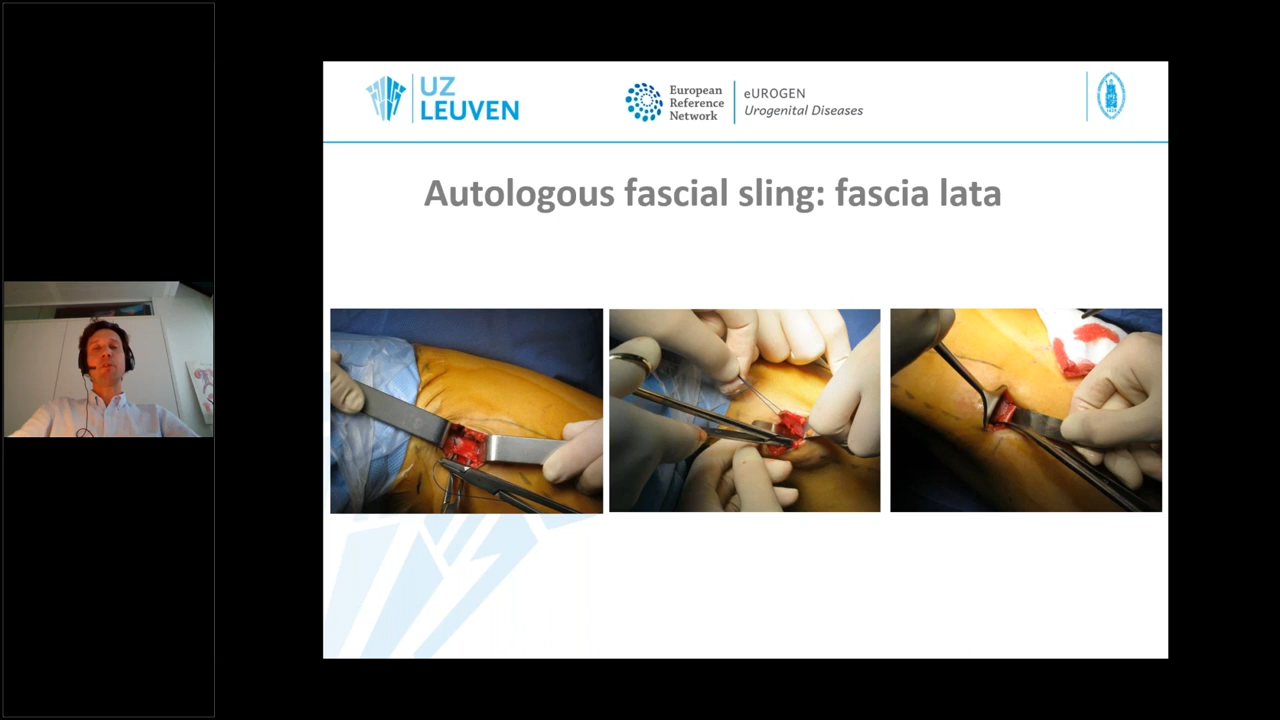 UZ
LEUVEN
European
Reference
Network
eUROGEN
Urogenital Diseases
Autologous fascial sling: fascia lata